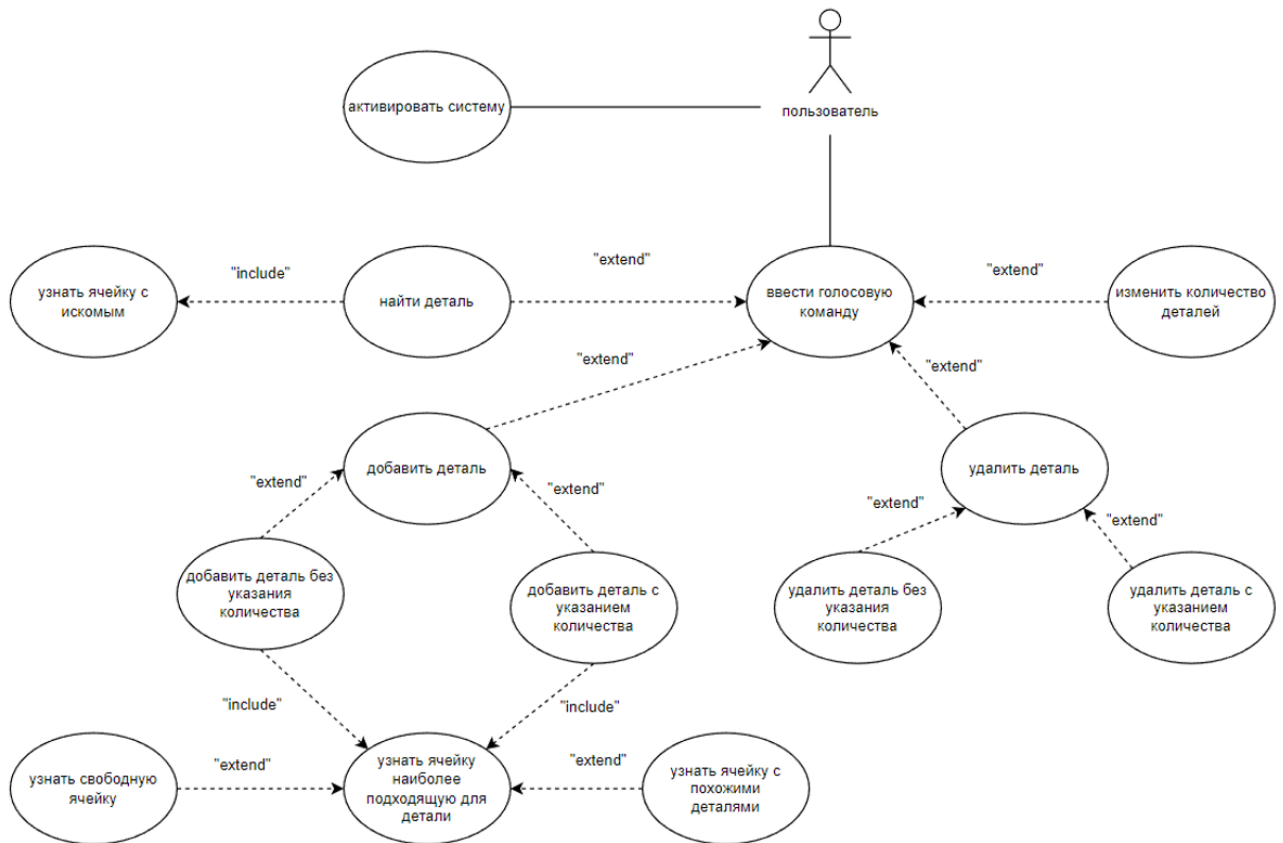 активировать систему
пользователь
"include"
"extend"
"extend"
узнать ячейку с
искомым
найти деталь
ввести голосовую
команду
изменить количество
деталей
"extend"
"extend"
добавить деталь
удалить деталь
"extend"
"extend"
"extend"
"extend"
добавить деталь без
указания
количества
добавить деталь с
указанием
количества
удалить деталь без
указания
количества
удалить деталь с
указанием
количества
"include"
"include"
"extend"
"extend"
узнать свободную
ячейку
узнать ячейку
наиболее
подходящую для
детали
узнать ячейку с
похожими
деталями